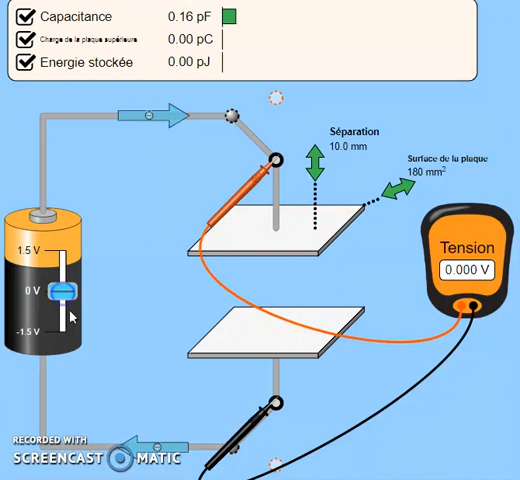 Capacitance 0.16 pF
Charge de la plaque supérieure 0.00 pC
Energie stockée 0.00 pJ
Séparation
10.0 mm
Surface de la plaque
180 mm²
1.5 V
0 V
-1.5 V
Tension
0.000 V
RECORDED WITH
SCREENCAST MATIC